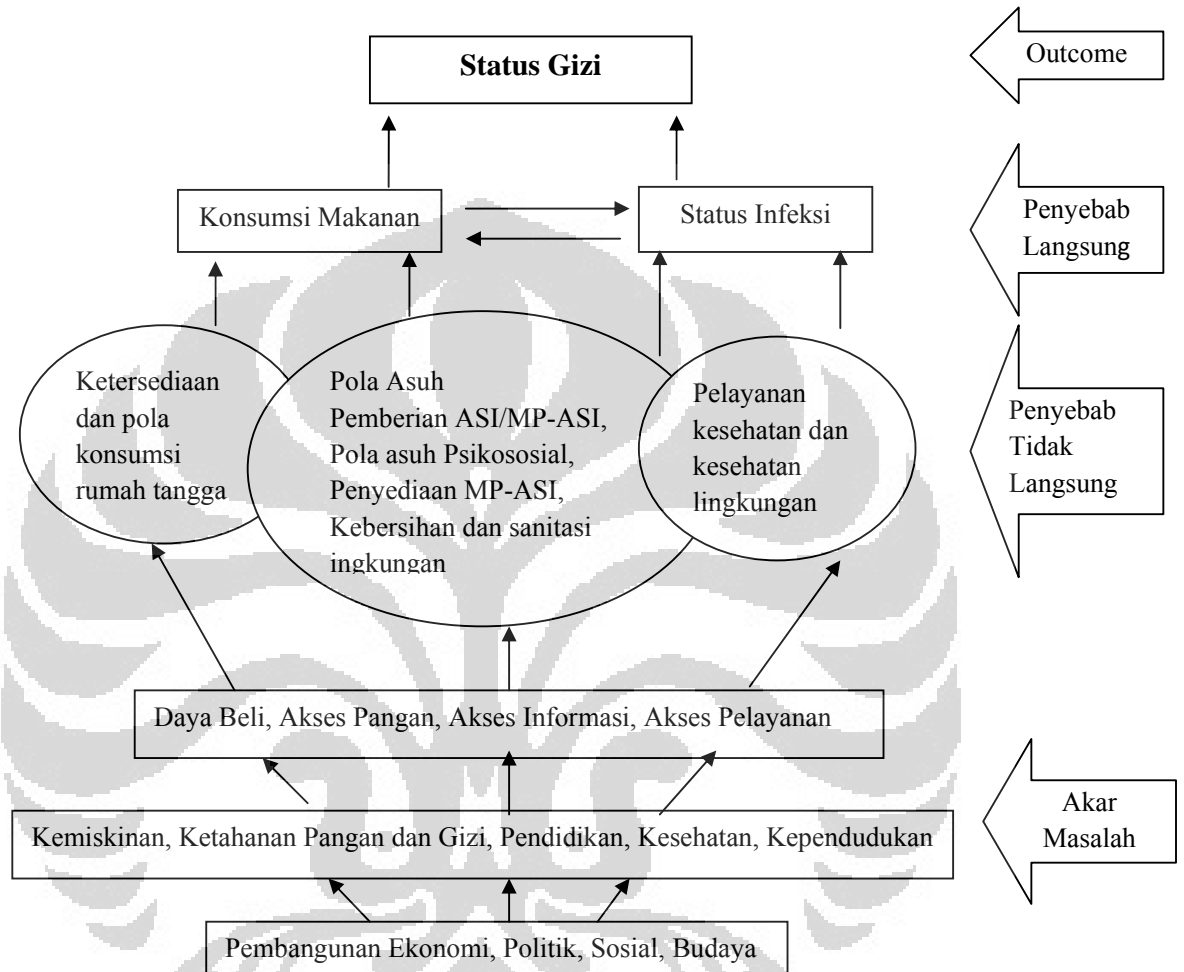 Status Gizi
Outcome
Konsumsi Makanan
Status Infeksi
Penyebab
Langsung
Ketersediaan
dan pola
konsumsi
rumah tangga
Pola Asuh
Pemberian ASI/MP-ASI,
Pola asuh Psikososial,
Penyediaan MP-ASI,
Kebersihan dan sanitasi
ingkungan
Pelayanan
kesehatan dan
kesehatan
lingkungan
Penyebab
Tidak
Langsung
Daya Beli, Akses Pangan, Akses Informasi, Akses Pelayanan
Kemiskinan, Ketahanan Pangan dan Gizi, Pendidikan, Kesehatan, Kependudukan
Akar
Masalah
Pembangunan Ekonomi, Politik, Sosial, Budaya